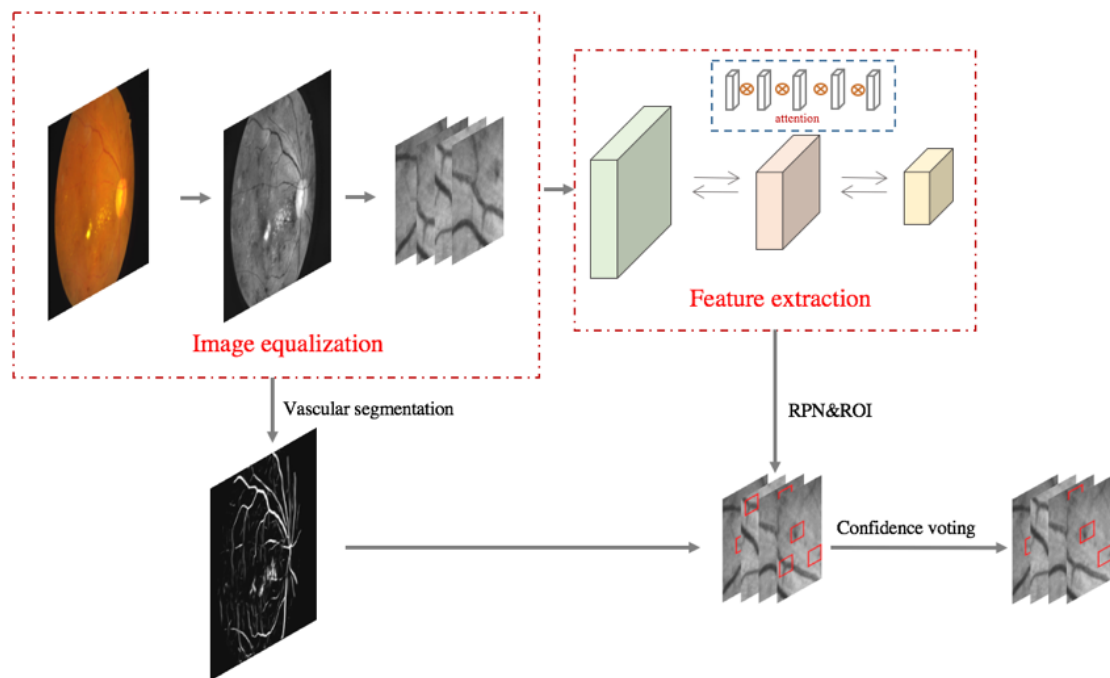 attention
Feature extraction
Image equalization
Vascular segmentation
RPN&ROI
Confidence voting